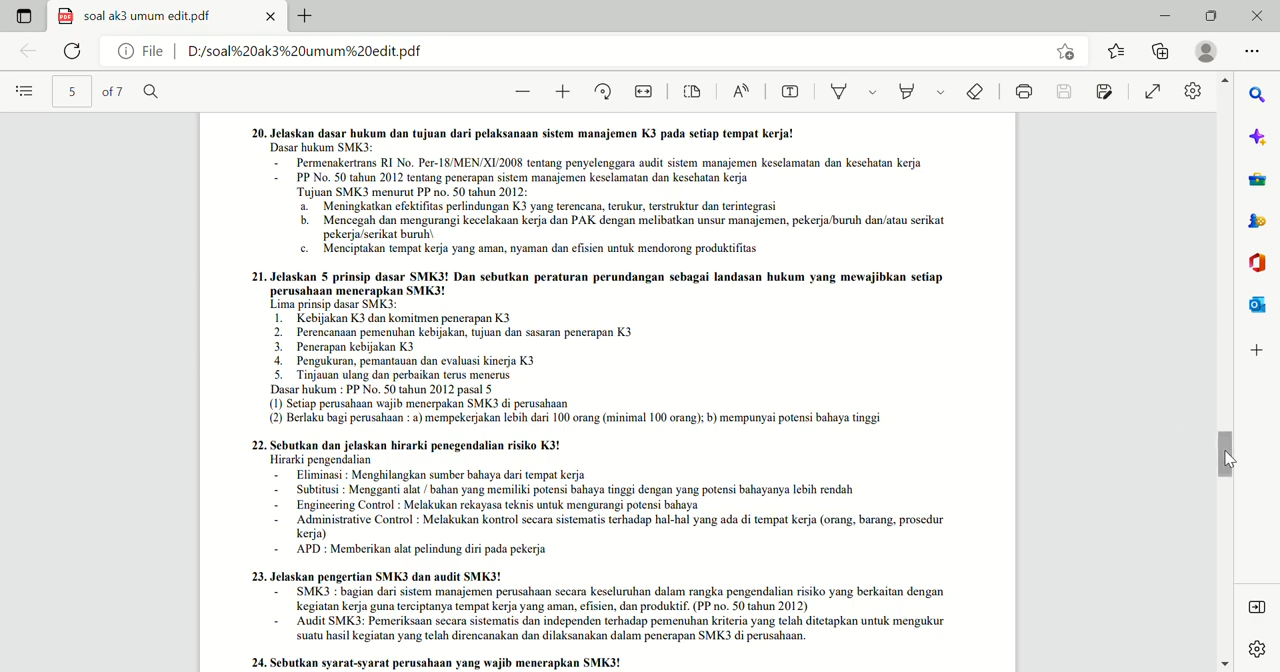 soal ak3 umum edit.pdf
File | D:/soal%20ak3%20umum%20edit.pdf
5 of 7
20. Jelaskan dasar hukum dan tujuan dari pelaksanaan sistem manajemen K3 pada setiap tempat kerja!
Dasar hukum SMK3:
- Permenakertrans RI No. Per-18/MEN/XI/2008 tentang penyelenggara audit sistem manajemen keselamatan dan kesehatan kerja
- PP No. 50 tahun 2012 tentang penerapan sistem manajemen keselamatan dan kesehatan kerja
Tujuan SMK3 menurut PP no. 50 tahun 2012:
a. Meningkatkan efektifitas perlindungan K3 yang terencana, terukur, terstruktur dan terintegrasi
b. Mencegah dan mengurangi kecelakaan kerja dan PAK dengan melibatkan unsur manajemen, pekerja/buruh dan/atau serikat
pekerja/serikat buruh\
c. Menciptakan tempat kerja yang aman, nyaman dan efisien untuk mendorong produktifitas
21. Jelaskan 5 prinsip dasar SMK3! Dan sebutkan peraturan perundangan sebagai landasan hukum yang mewajibkan setiap
perusahaan menerapkan SMK3!
Lima prinsip dasar SMK3:
1. Kebijakan K3 dan komitmen penerapan K3
2. Perencanaan pemenuhan kebijakan, tujuan dan sasaran penerapan K3
3. Penerapan kebijakan K3
4. Pengukuran, pemantauan dan evaluasi kinerja K3
5. Tinjauan ulang dan perbaikan terus menerus
Dasar hukum : PP No. 50 tahun 2012 pasal 5
(1) Setiap perusahaan wajib menerpakan SMK3 di perusahaan
(2) Berlaku bagi perusahaan : a) mempekerjakan lebih dari 100 orang (minimal 100 orang); b) mempunyai potensi bahaya tinggi
22. Sebutkan dan jelaskan hirarki penegendalian risiko K3!
Hirarki pengendalian
- Eliminasi : Menghilangkan sumber bahaya dari tempat kerja
- Subtitusi : Mengganti alat / bahan yang memiliki potensi bahaya tinggi dengan yang potensi bahayanya lebih rendah
- Engineering Control : Melakukan rekayasa teknis untuk mengurangi potensi bahaya
- Administrative Control : Melakukan kontrol secara sistematis terhadap hal-hal yang ada di tempat kerja (orang, barang, prosedur
kerja)
- APD : Memberikan alat pelindung diri pada pekerja
23. Jelaskan pengertian SMK3 dan audit SMK3!
- SMK3 : bagian dari sistem manajemen perusahaan secara keseluruhan dalam rangka pengendalian risiko yang berkaitan dengan
kegiatan kerja guna terciptanya tempat kerja yang aman, efisien, dan produktif. (PP no. 50 tahun 2012)
- Audit SMK3: Pemeriksaan secara sistematis dan independen terhadap pemenuhan kriteria yang telah ditetapkan untuk mengukur
suatu hasil kegiatan yang telah direncanakan dan dilaksanakan dalam penerapan SMK3 di perusahaan.
24. Sebutkan syarat-syarat perusahaan yang wajib menerapkan SMK3!